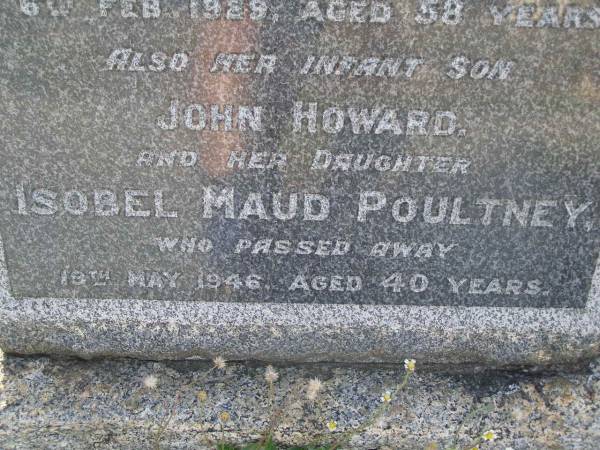 6TH FEB. 1929, AGED 58 YEARS
ALSO HER INFANT SON
JOHN HOWARD.
AND HER DAUGHTER
ISOBEL MAUD POULTNEY,
WHO PASSED AWAY
MAY 1946. AGED 40 YEARS.